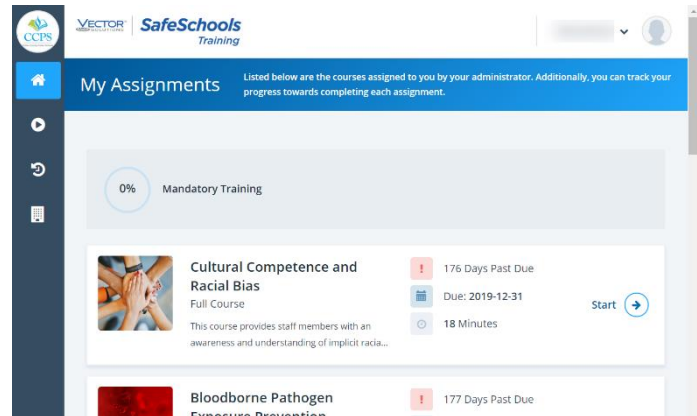 CCPS
VECTOR SafeSchools
SOLUTIONS Training
My Assignments
Listed below are the courses assigned to you by your administrator. Additionally, you can track your
progress towards completing each assignment.
0% Mandatory Training
Cultural Competence and
Racial Bias
Full Course
This course provides staff members with an
awareness and understanding of implicit racia...
! 176 Days Past Due
Due: 2019-12-31
18 Minutes
Start
Bloodborne Pathogen
Exposure Prevention
! 177 Days Past Due